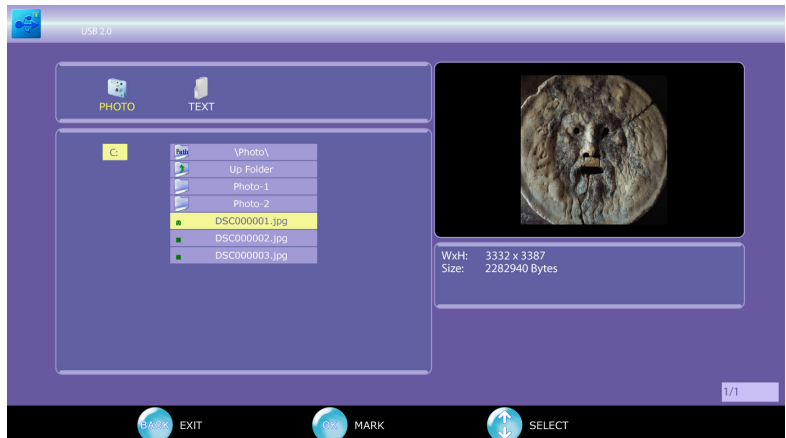 USB 2.0
PHOTO
TEXT
C:
Path
\Photo\
Up Folder
Photo-1
Photo-2
DSC000001.jpg
DSC000002.jpg
DSC000003.jpg
WxH: 3332 x 3387
Size: 2282940 Bytes
1/1
BACK EXIT
OK MARK
SELECT